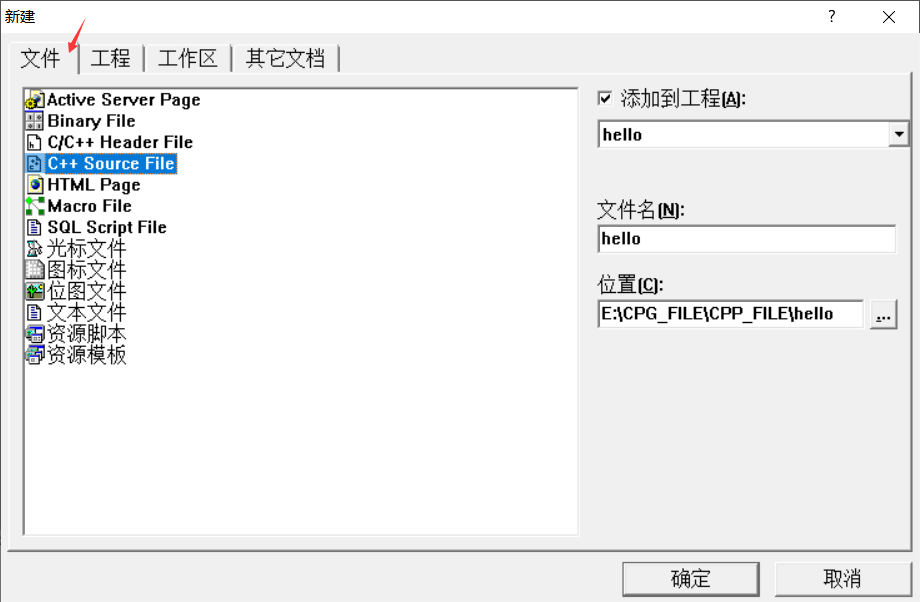 新建
文件 工程 工作区 其它文档
Active Server Page
Binary File
C/C++ Header File
C++ Source File
HTML Page
Macro File
SQL Script File
光标文件
图标文件
位图文件
文本文件
资源脚本
资源模板
添加到工程(A):
hello
文件名(N):
hello
位置(C):
E:\CPG_FILE\CPP_FILE\hello
...
确定 取消